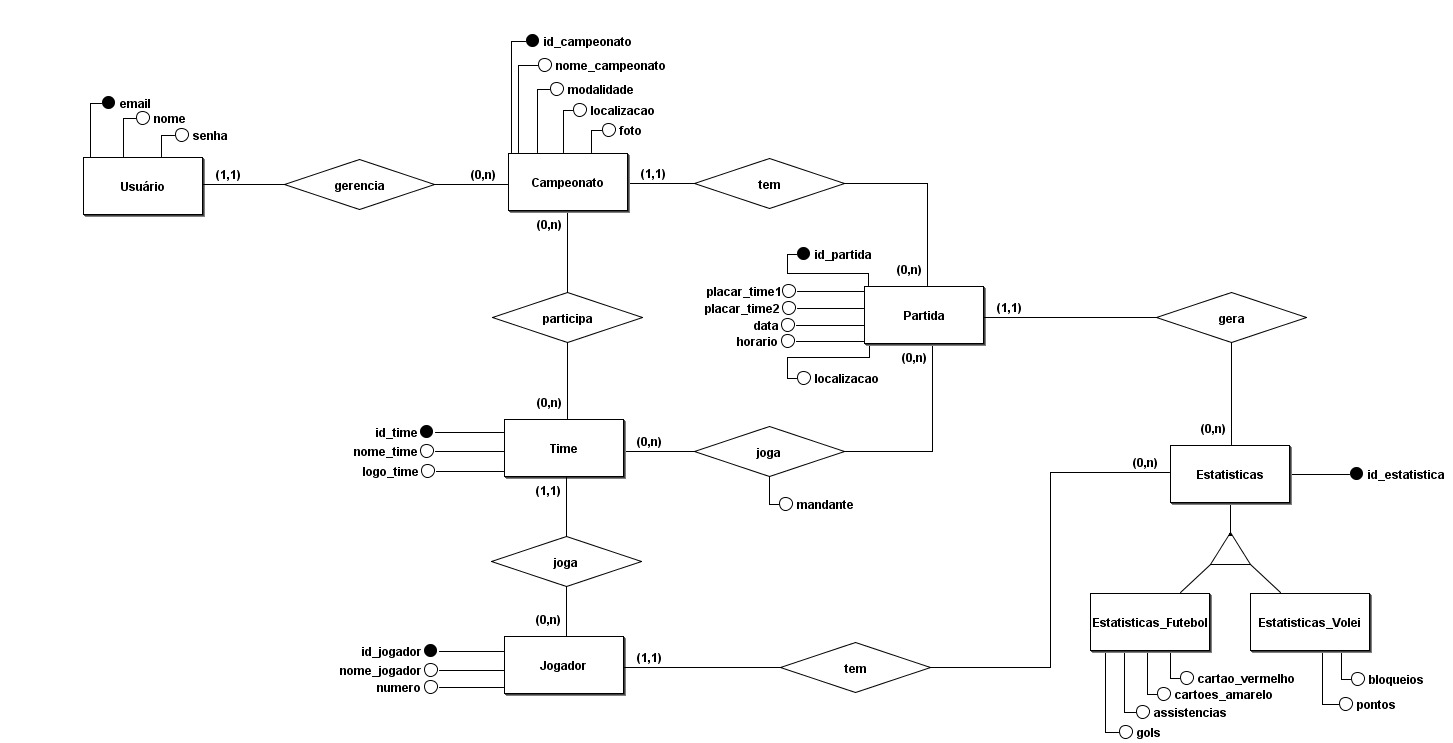 id_campeonato
nome_campeonato
modalidade
localizacao
foto
email
nome
senha
Usuário
(1,1)
gerencia
(0,n)
Campeonato
(1,1)
tem
(0,n)
(0,n)
participa
(0,n)
id_partida
placar_time1
placar_time2
data
horario
localizacao
Partida
(1,1)
gera
(0,n)
(0,n)
id_time
nome_time
logo_time
Time
(0,n)
joga
mandante
(1,1)
joga
(0,n)
(0,n)
Estatisticas
id_estatistica
id_jogador
nome_jogador
numero
Jogador
(1,1)
tem
Estatisticas_Futebol
Estatisticas_Volei
cartao_vermelho
cartoes_amarelo
assistencias
gols
bloqueios
pontos